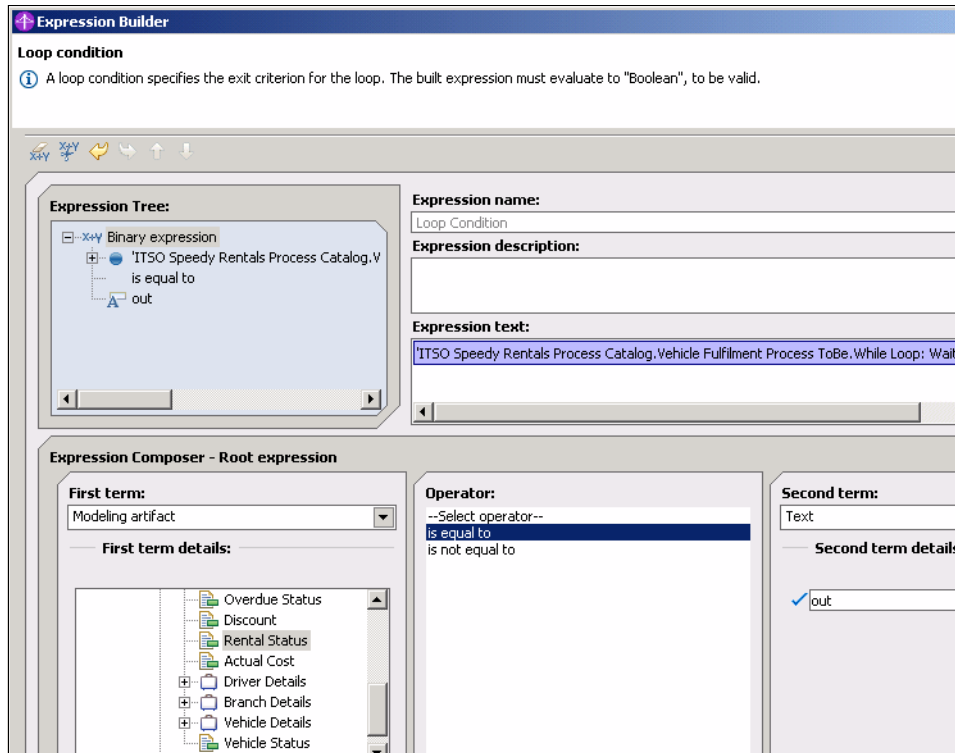 Expression Builder
Loop condition
A loop condition specifies the exit criterion for the loop. The built expression must evaluate to "Boolean", to be valid.
Expression Tree:
Binary expression
'ITSO Speedy Rentals Process Catalog.V
is equal to
out
Expression name:
Loop Condition
Expression description:
Expression text:
'ITSO Speedy Rentals Process Catalog.Vehicle Fulfilment Process ToBe.While Loop: Wait
Expression Composer - Root expression
First term:
Modeling artifact
First term details:
Overdue Status
Discount
Rental Status
Actual Cost
Driver Details
Branch Details
Vehicle Details
Vehicle Status
Operator:
--Select operator--
is equal to
is not equal to
Second term:
Text
Second term details
out